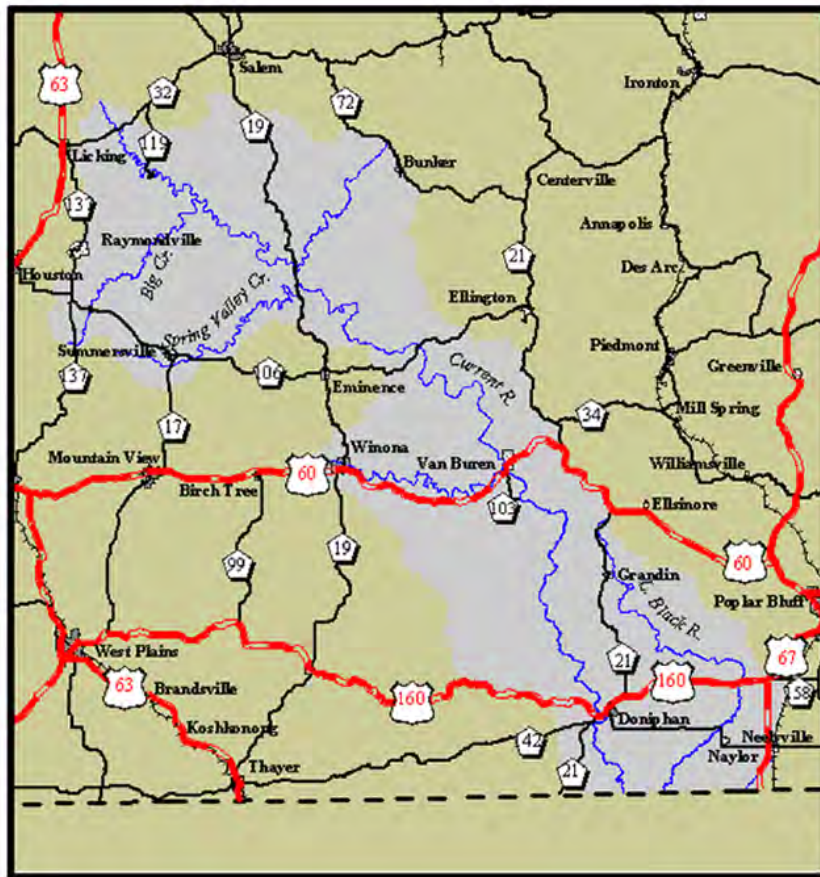 Salem
Ironton
63
32
72
19
119
Licking
Bunker
Centerville
137
Annapolis
Raymondville
21
Des Arc
Houston
Big Cr.
Ellington
Spring Valley Cr.
Summersville
Piedmont
Current R.
Greenville
137
106
Eminence
34
Mill Spring
17
Winona
Mountain View
Van Buren
Williamsville
60
Birch Tree
103
Ellsinore
19
99
60
Grandin
Poplar Bluff
L. Black R.
West Plains
21
67
63
160
158
Brandsville
160
Koshkonong
Doniphan
42
Neelyville
Naylor
Thayer
21